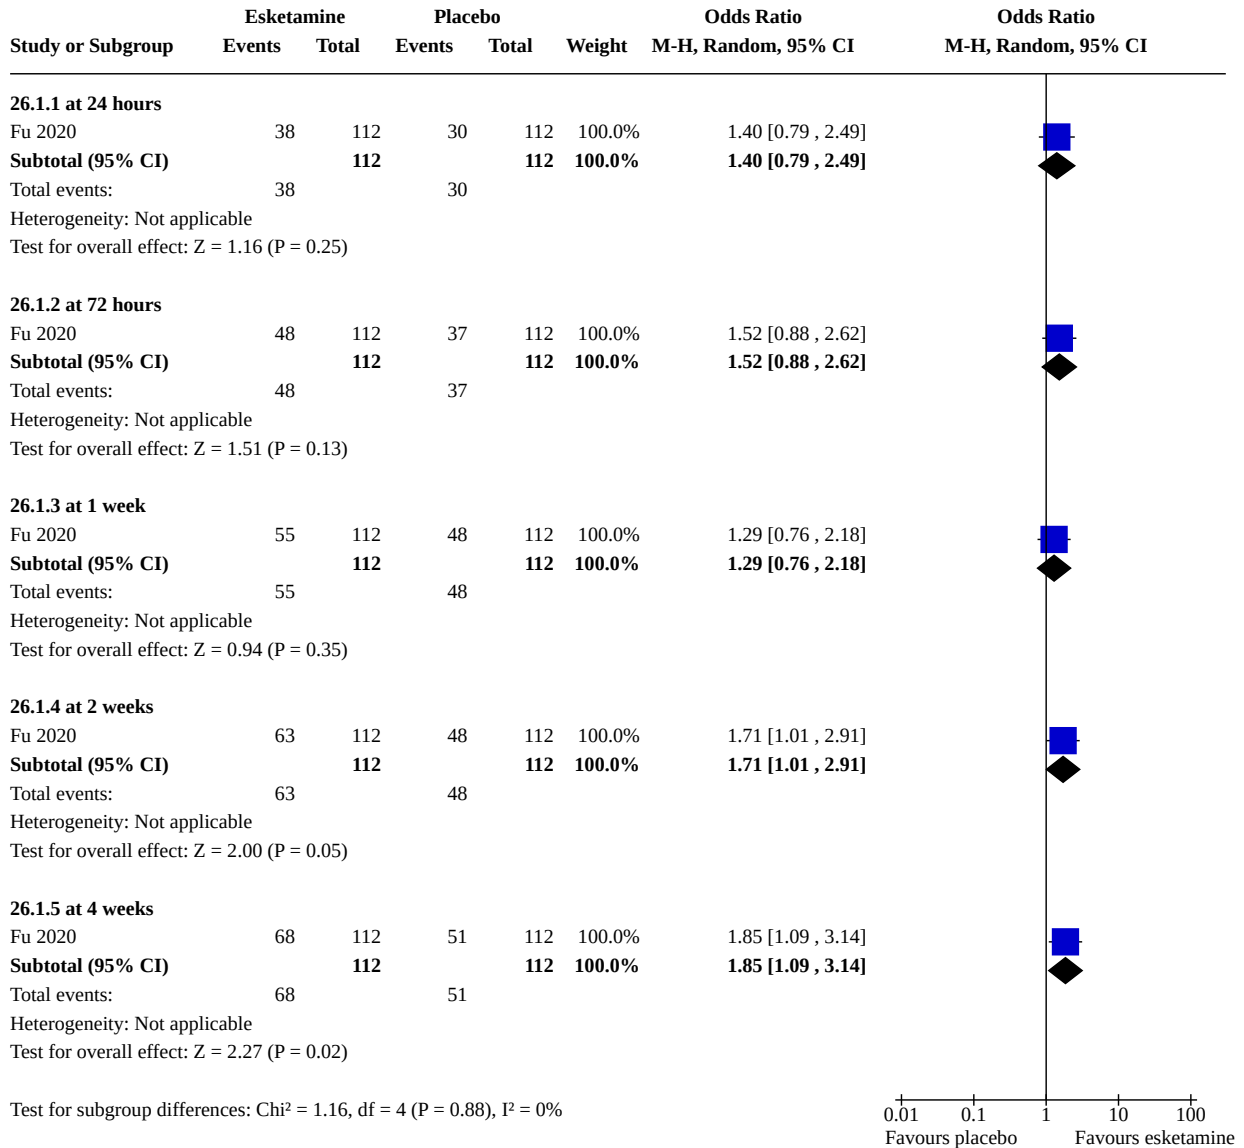 Esketamine Placebo Odds Ratio Odds Ratio
Study or Subgroup Events Total Events Total Weight M-H, Random, 95% CI M-H, Random, 95% CI
26.1.1 at 24 hours
Fu 2020 38 112 30 112 100.0% 1.40 [0.79 , 2.49]
Subtotal (95% CI) 112 112 100.0% 1.40 [0.79 , 2.49]
Total events: 38 30
Heterogeneity: Not applicable
Test for overall effect: Z = 1.16 (P = 0.25)
26.1.2 at 72 hours
Fu 2020 48 112 37 112 100.0% 1.52 [0.88 , 2.62]
Subtotal (95% CI) 112 112 100.0% 1.52 [0.88 , 2.62]
Total events: 48 37
Heterogeneity: Not applicable
Test for overall effect: Z = 1.51 (P = 0.13)
26.1.3 at 1 week
Fu 2020 55 112 48 112 100.0% 1.29 [0.76 , 2.18]
Subtotal (95% CI) 112 112 100.0% 1.29 [0.76 , 2.18]
Total events: 55 48
Heterogeneity: Not applicable
Test for overall effect: Z = 0.94 (P = 0.35)
26.1.4 at 2 weeks
Fu 2020 63 112 48 112 100.0% 1.71 [1.01 , 2.91]
Subtotal (95% CI) 112 112 100.0% 1.71 [1.01 , 2.91]
Total events: 63 48
Heterogeneity: Not applicable
Test for overall effect: Z = 2.00 (P = 0.05)
26.1.5 at 4 weeks
Fu 2020 68 112 51 112 100.0% 1.85 [1.09 , 3.14]
Subtotal (95% CI) 112 112 100.0% 1.85 [1.09 , 3.14]
Total events: 68 51
Heterogeneity: Not applicable
Test for overall effect: Z = 2.27 (P = 0.02)
Test for subgroup differences: Chi² = 1.16, df = 4 (P = 0.88), I² = 0%
0.01 0.1 1 10 100
Favours placebo Favours esketamine